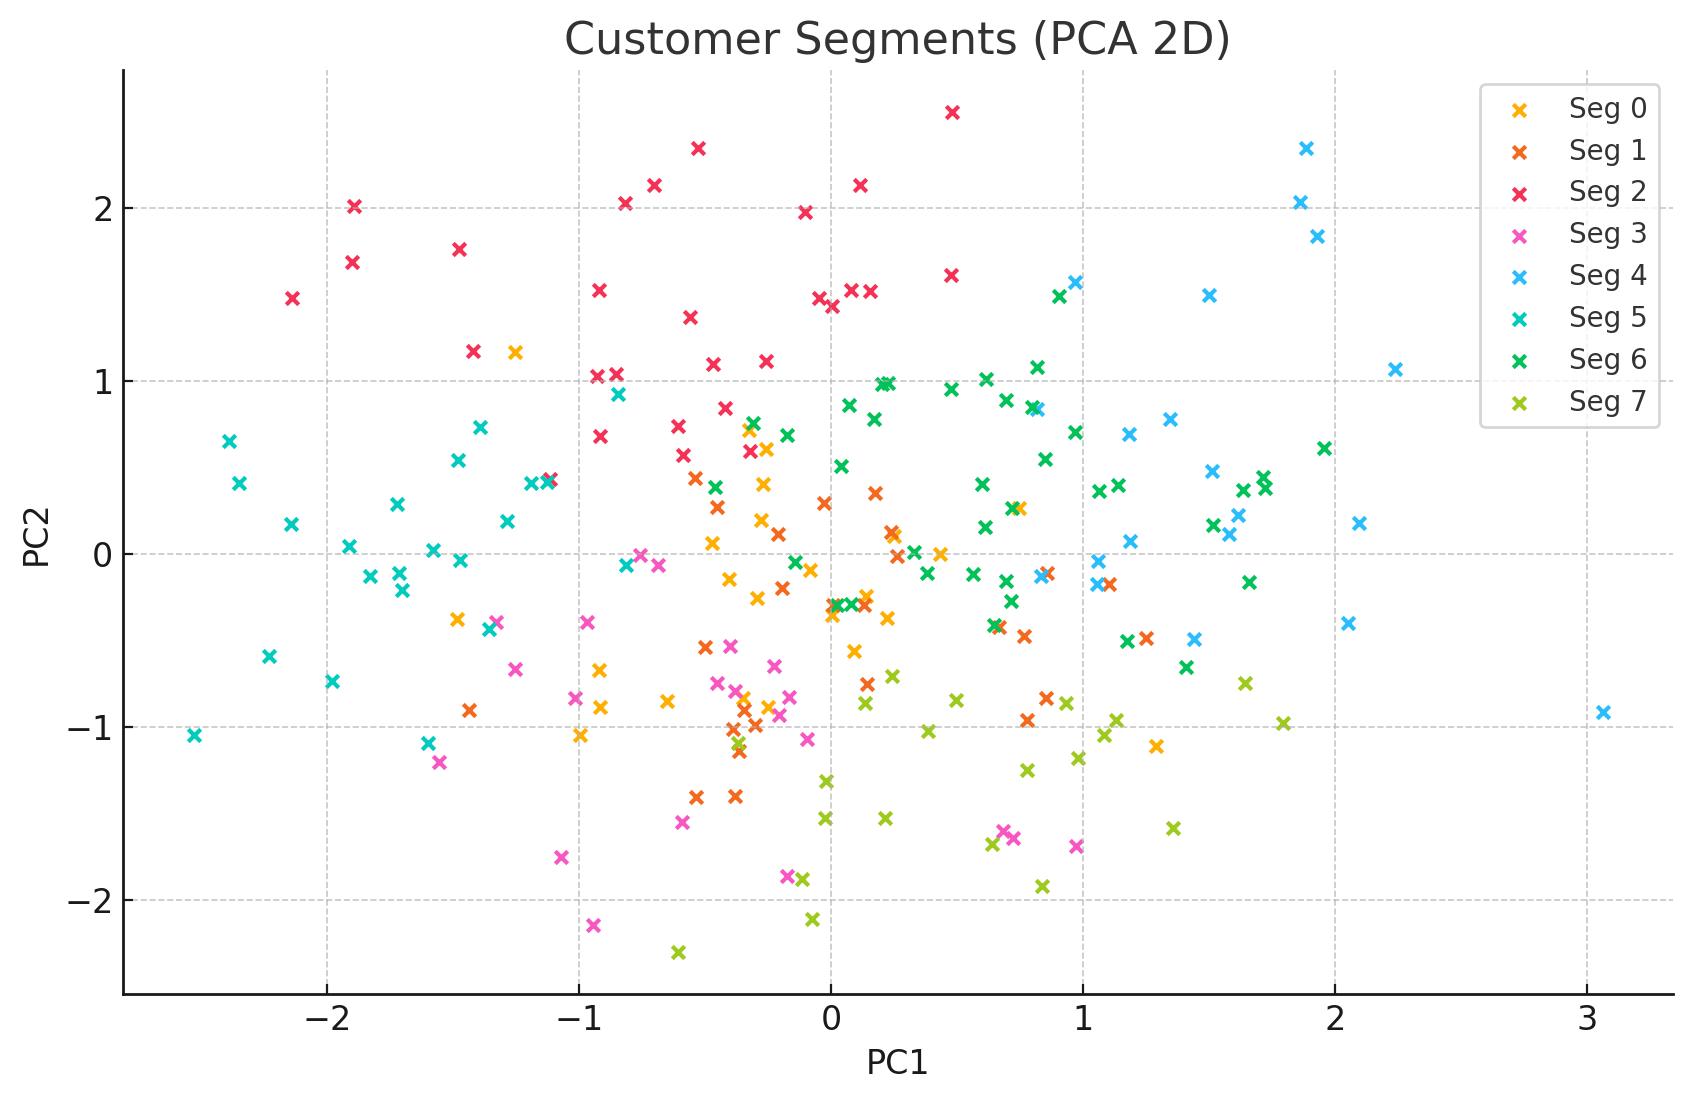 Customer Segments (PCA 2D)
Seg 0
Seg 1
Seg 2
Seg 3
Seg 4
Seg 5
Seg 6
Seg 7
2
1
0
−1
−2
PC2
−2
−1
0
1
2
3
PC1